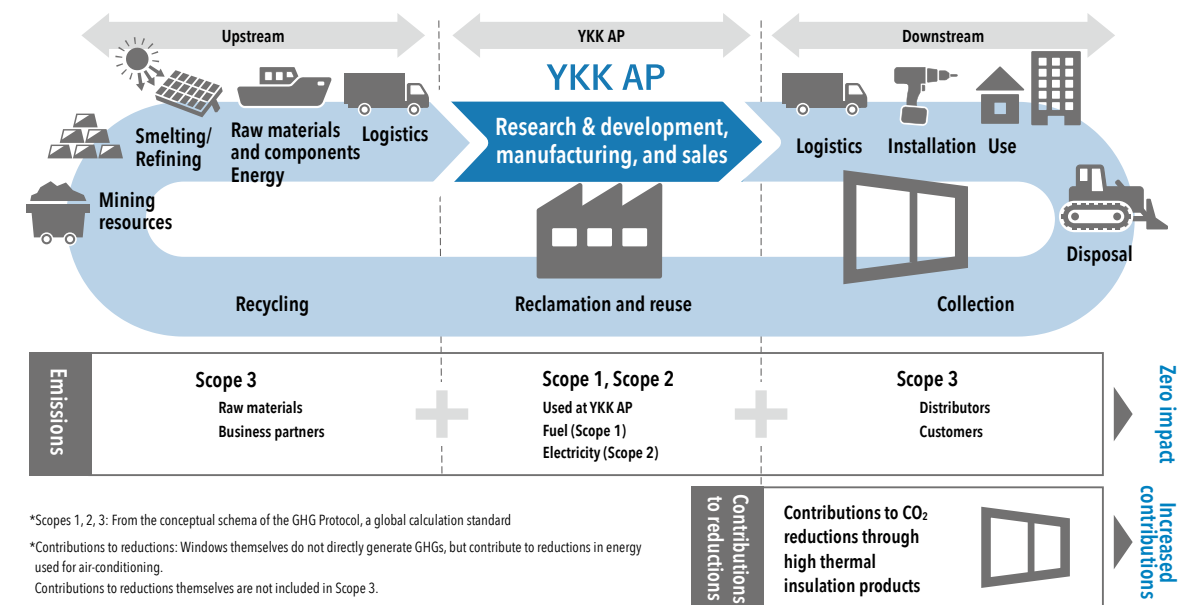 Upstream
YKK AP
Downstream
YKK AP
Smelting/
Refining
Raw materials
and components
Energy
Logistics
Research & development,
manufacturing, and sales
Logistics
Installation
Use
Mining
resources
Disposal
Recycling
Reclamation and reuse
Collection
Emissions
Scope 3
Raw materials
Business partners
Scope 1, Scope 2
Used at YKK AP
Fuel (Scope 1)
Electricity (Scope 2)
Scope 3
Distributors
Customers
Zero impact
*Scopes 1, 2, 3: From the conceptual schema of the GHG Protocol, a global calculation standard
*Contributions to reductions: Windows themselves do not directly generate GHGs, but contribute to reductions in energy
used for air-conditioning.
Contributions to reductions themselves are not included in Scope 3.
Contributions
to reductions
Contributions to CO₂
reductions through
high thermal
insulation products
Increased
contributions